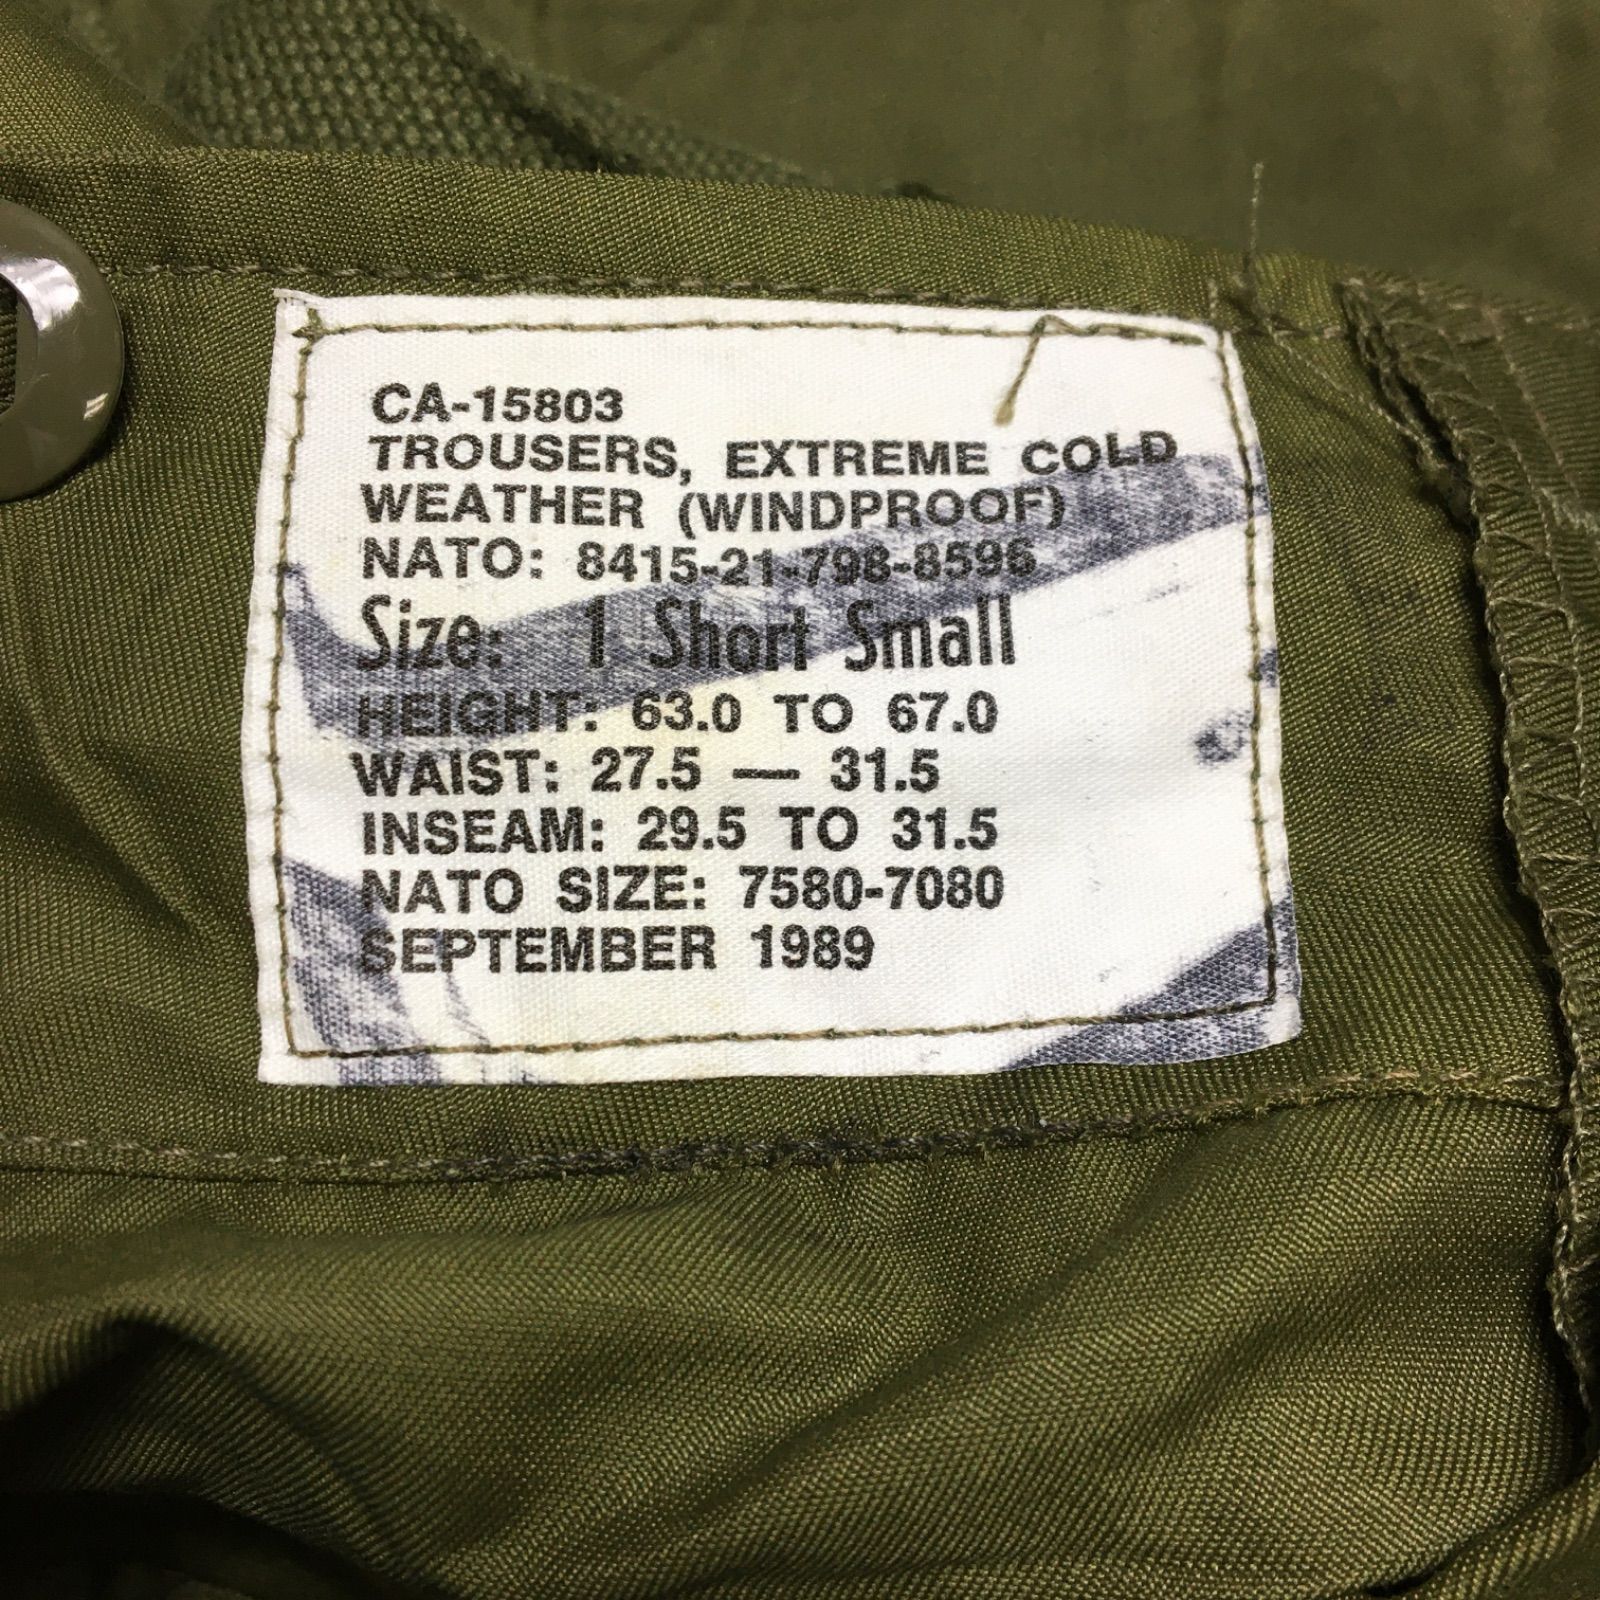 CA-15803
TROUSERS, EXTREME COLD
WEATHER (WINDPROOF)
NATO: 8415-21-798-8596
Size: 1 Short Small
HEIGHT: 63.0 TO 67.0
WAIST: 27.5 — 31.5
INSEAM: 29.5 TO 31.5
NATO SIZE: 7580-7080
SEPTEMBER 1989